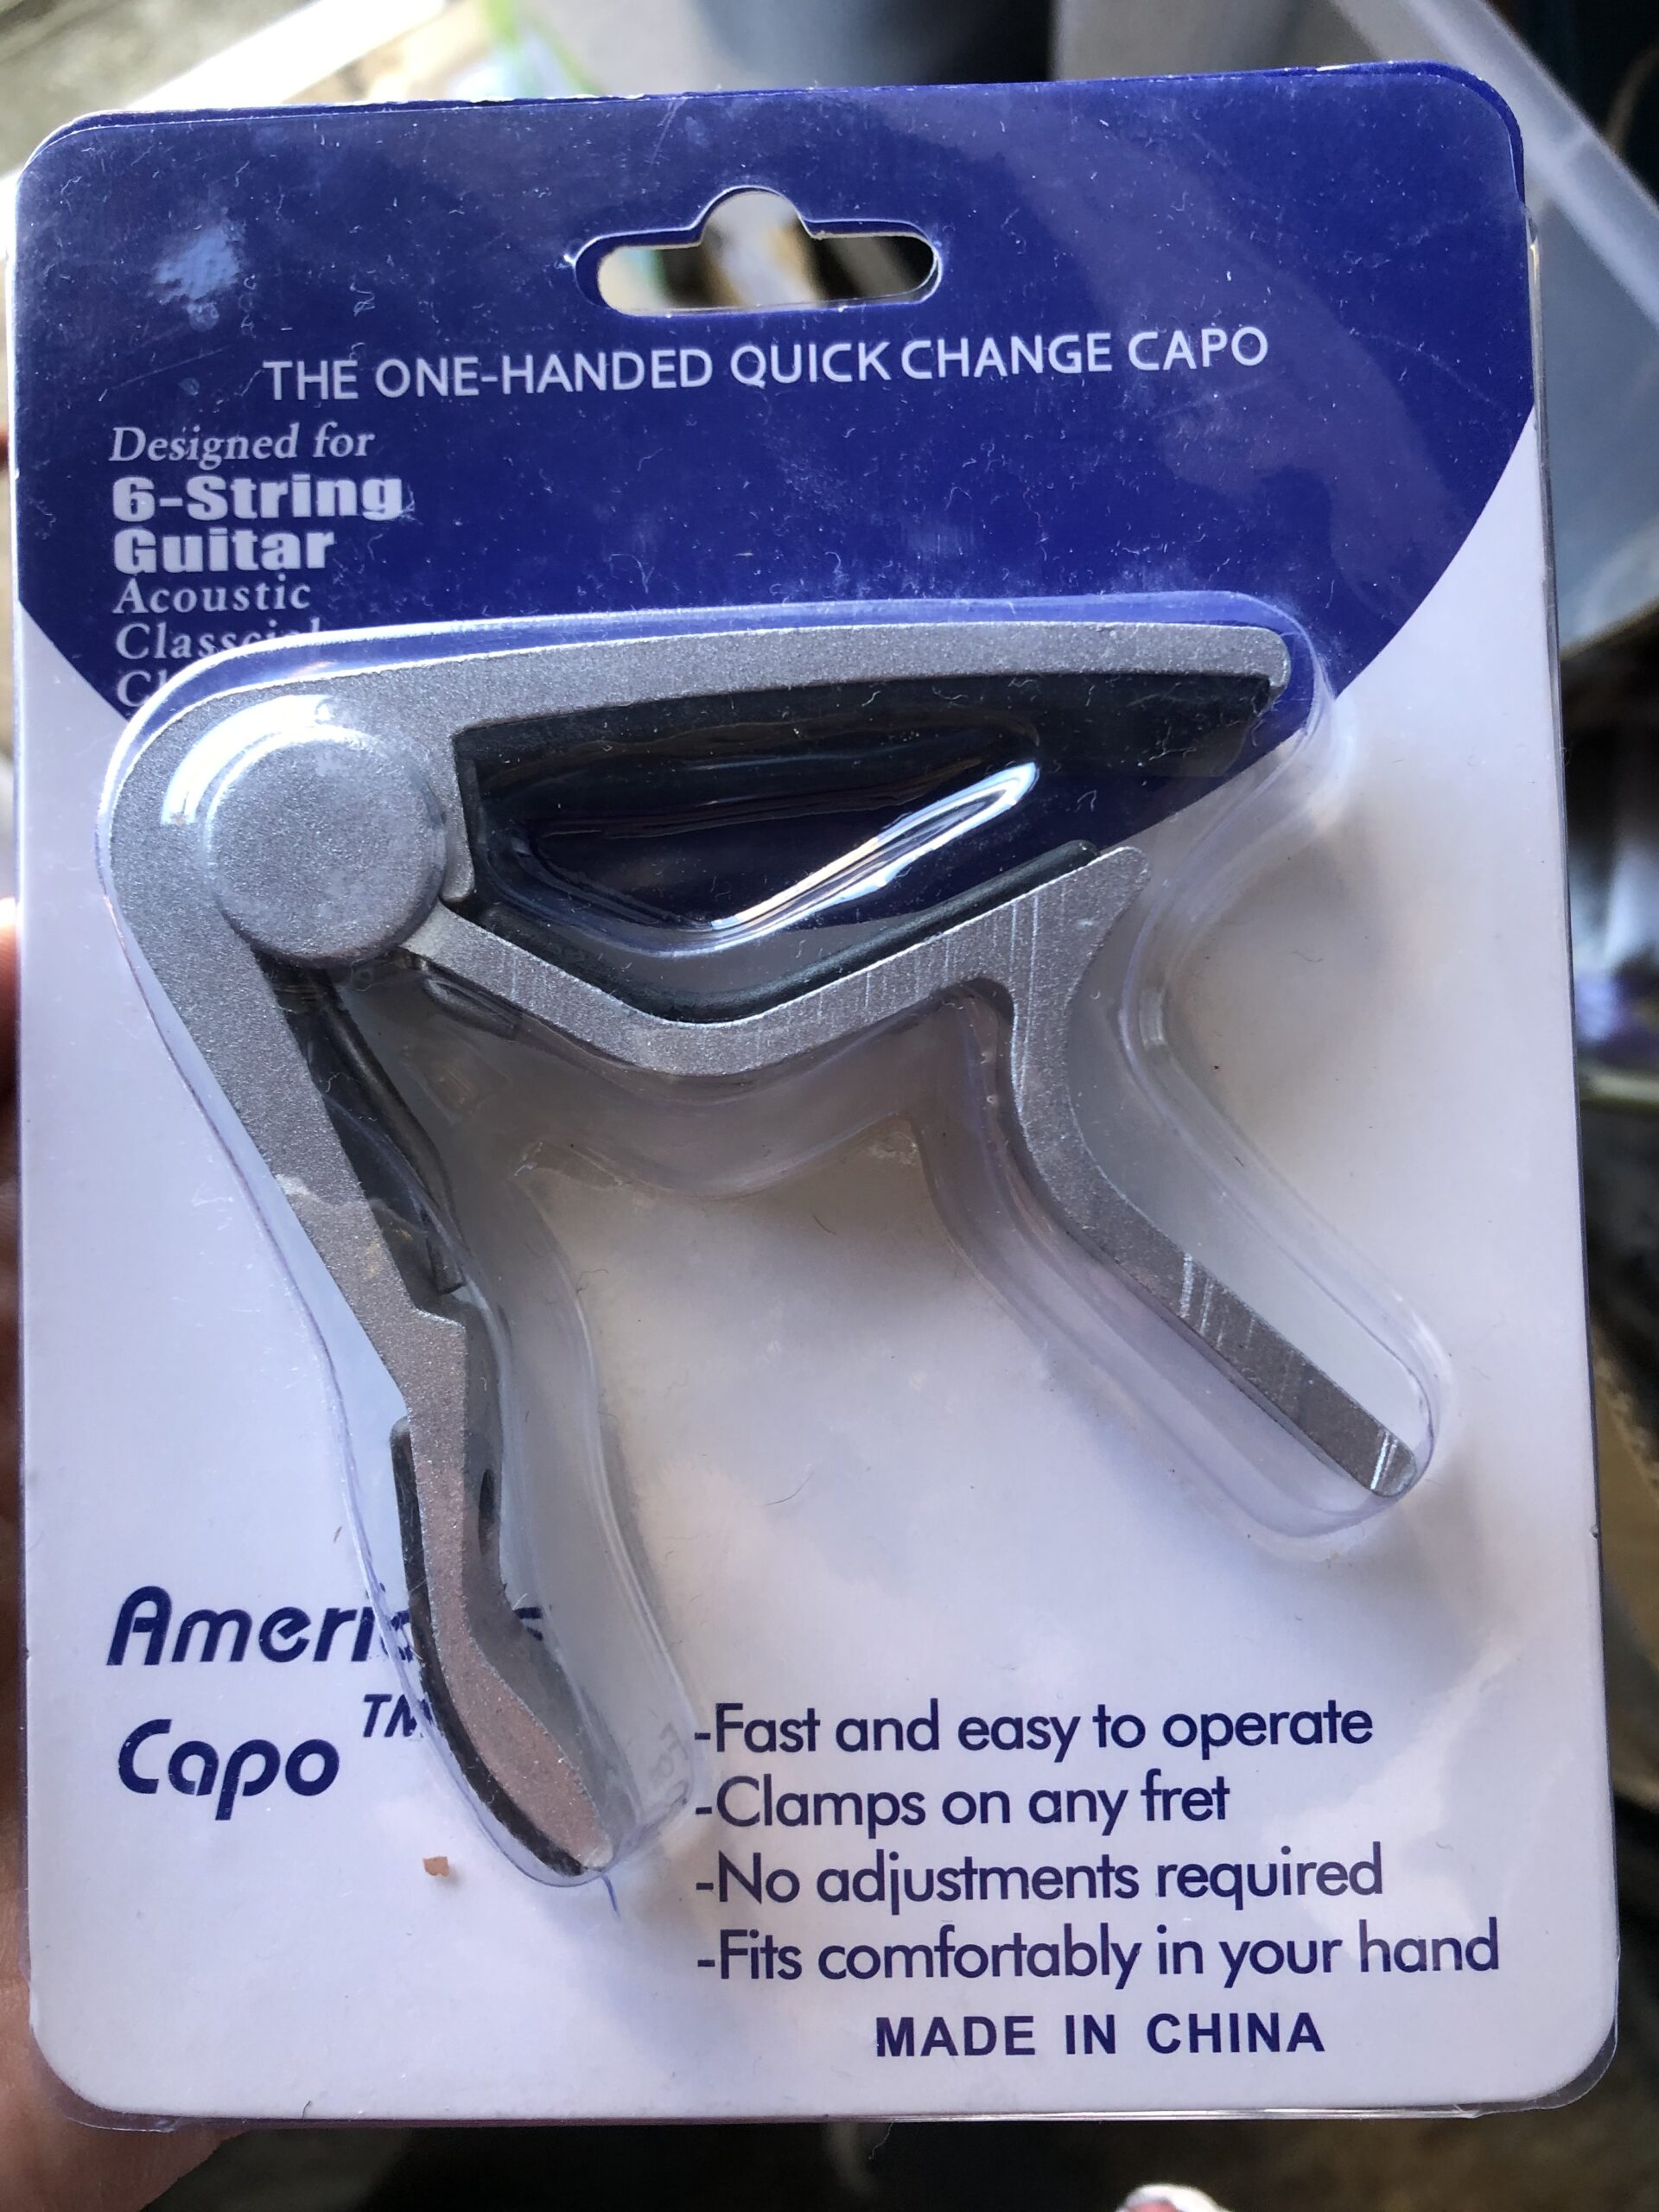 THE ONE-HANDED QUICK CHANGE CAPO
Designed for
6-String
Guitar
Acoustic
Capo TM
-Fast and easy to operate
-Clamps on any fret
-No adjustments required
-Fits comfortably in your hand
MADE IN CHINA